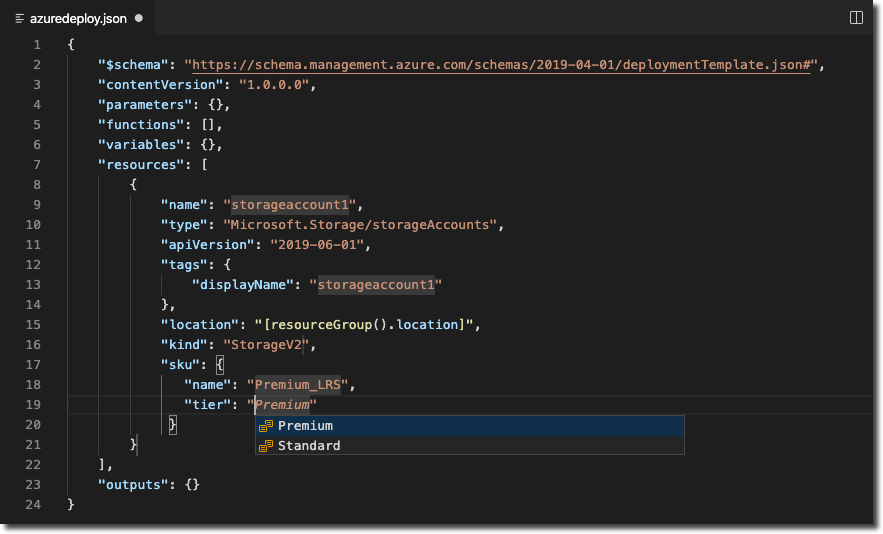 azuredeploy.json
1 {
2 "$schema": "https://schema.management.azure.com/schemas/2019-04-01/deploymentTemplate.json#",
3 "contentVersion": "1.0.0.0",
4 "parameters": {},
5 "functions": [],
6 "variables": {},
7 "resources": [
8 {
9 "name": "storageaccount1",
10 "type": "Microsoft.Storage/storageAccounts",
11 "apiVersion": "2019-06-01",
12 "tags": {
13 "displayName": "storageaccount1"
14 },
15 "location": "[resourceGroup().location]",
16 "kind": "StorageV2",
17 "sku": {
18 "name": "Premium_LRS",
19 "tier": "Premium"
Premium
20 }
Standard
21 }
22 ],
23 "outputs": {}
24 }